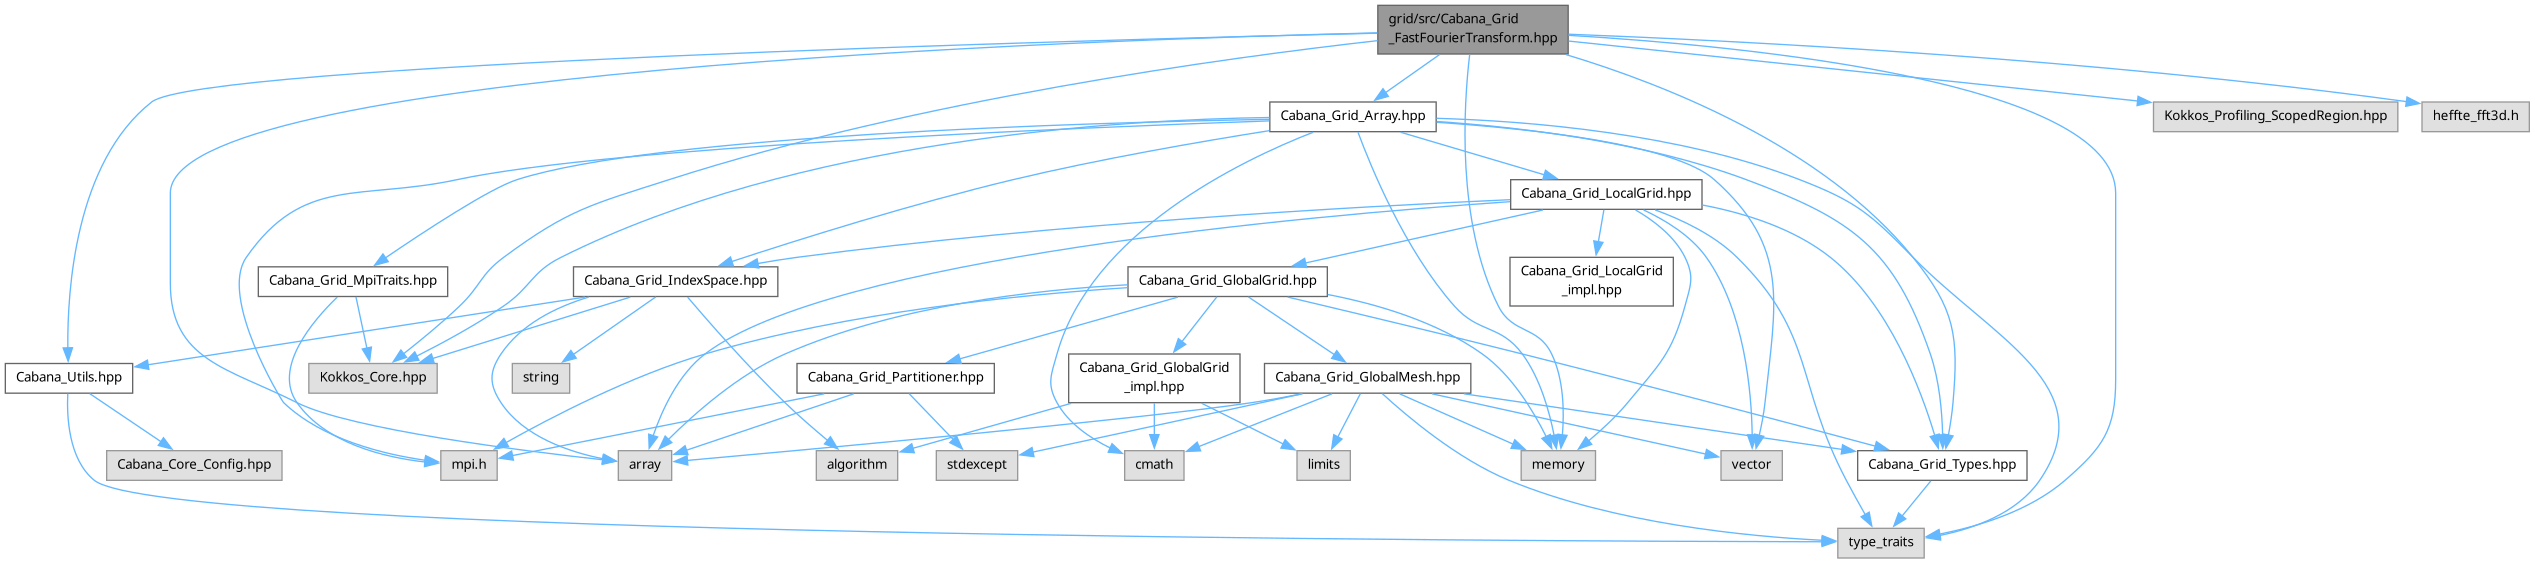 grid/src/Cabana_Grid
_FastFourierTransform.hpp
Cabana_Grid_Array.hpp
Kokkos_Profiling_ScopedRegion.hpp
heffte_fft3d.h
Cabana_Grid_LocalGrid.hpp
Cabana_Grid_MpiTraits.hpp
Cabana_Grid_IndexSpace.hpp
Cabana_Grid_GlobalGrid.hpp
Cabana_Grid_LocalGrid
_impl.hpp
Cabana_Utils.hpp
Kokkos_Core.hpp
string
Cabana_Grid_Partitioner.hpp
Cabana_Grid_GlobalGrid
_impl.hpp
Cabana_Grid_GlobalMesh.hpp
Cabana_Core_Config.hpp
mpi.h
array
algorithm
stdexcept
cmath
limits
memory
vector
Cabana_Grid_Types.hpp
type_traits